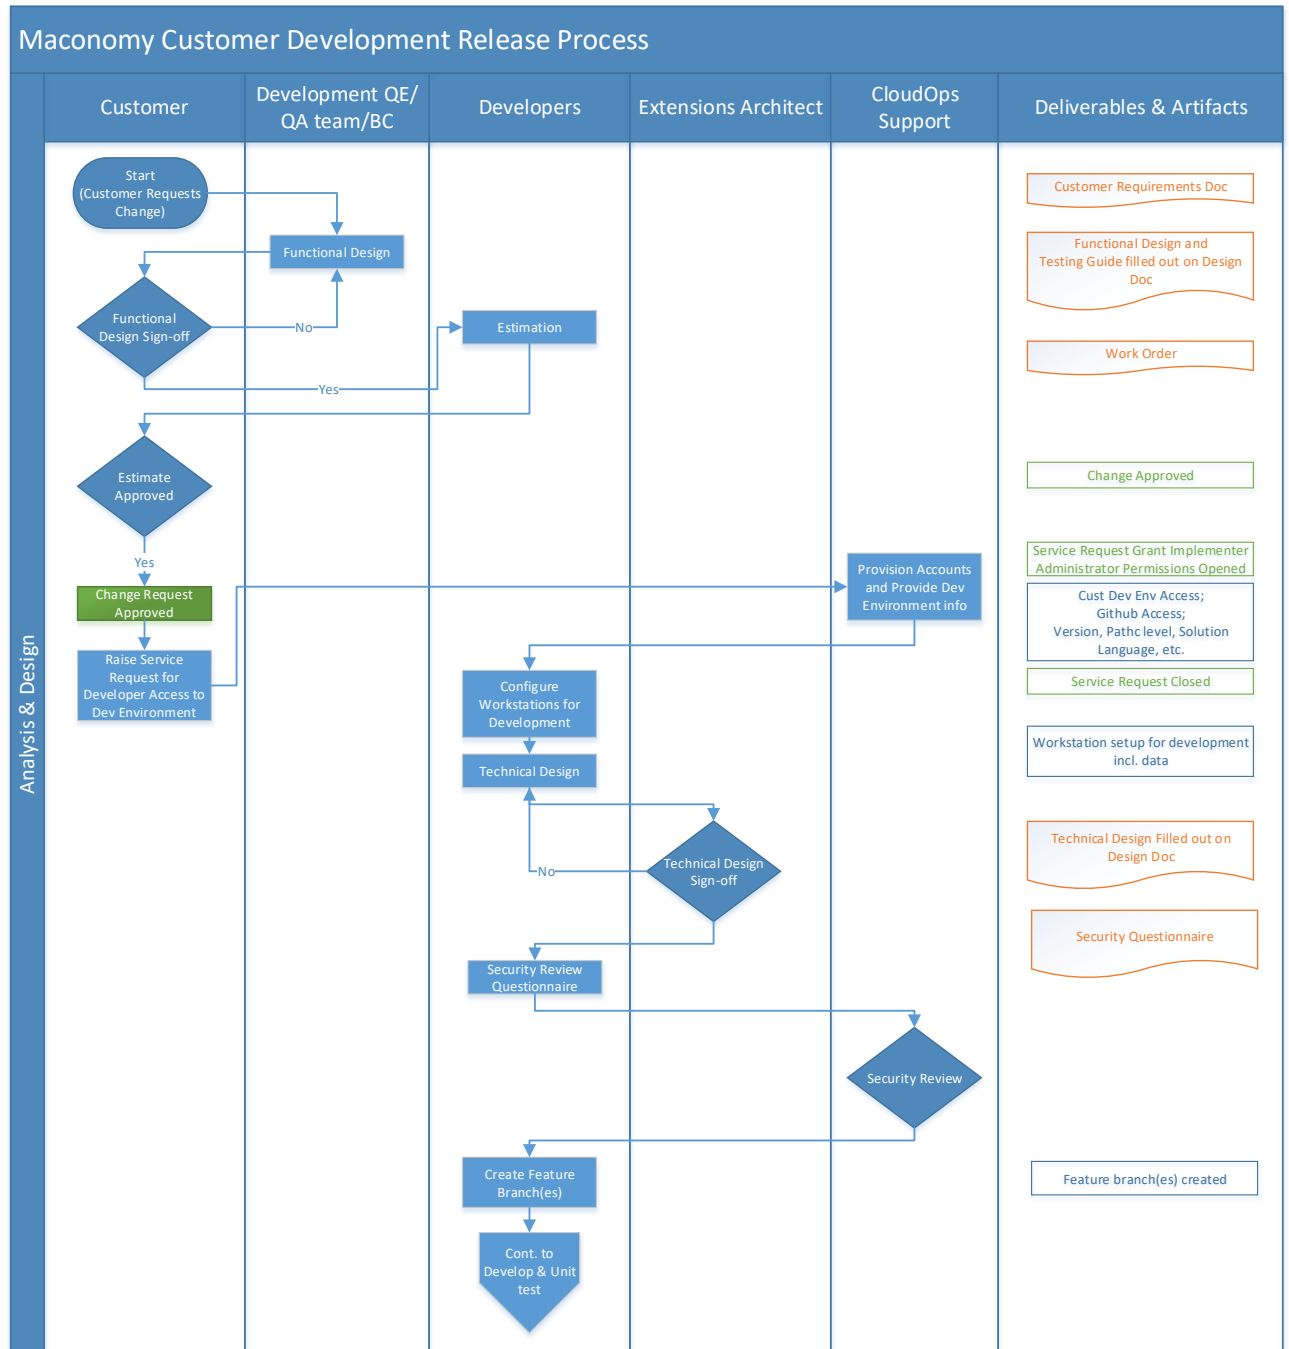 Maconomy Customer Development Release Process
Customer
Development QE/
QA team/BC
Developers
Extensions Architect
CloudOps
Support
Deliverables & Artifacts
Analysis & Design
Start
(Customer Requests
Change)
Functional Design
Functional
Design Sign-off
No
Yes
Estimation
Estimate
Approved
Yes
Change Request
Approved
Raise Service
Request for
Developer Access to
Dev Environment
Provision Accounts
and Provide Dev
Environment info
Configure
Workstations for
Development
Technical Design
Technical Design
Sign-off
No
Security Review
Questionnaire
Security Review
Create Feature
Branch(es)
Cont. to
Develop & Unit
test
Customer Requirements Doc
Functional Design and
Testing Guide filled out on Design
Doc
Work Order
Change Approved
Service Request Grant Implementer
Administrator Permissions Opened
Cust Dev Env Access;
Github Access;
Version, Pathc level, Solution
Language, etc.
Service Request Closed
Workstation setup for development
incl. data
Technical Design Filled out on
Design Doc
Security Questionnaire
Feature branch(es) created